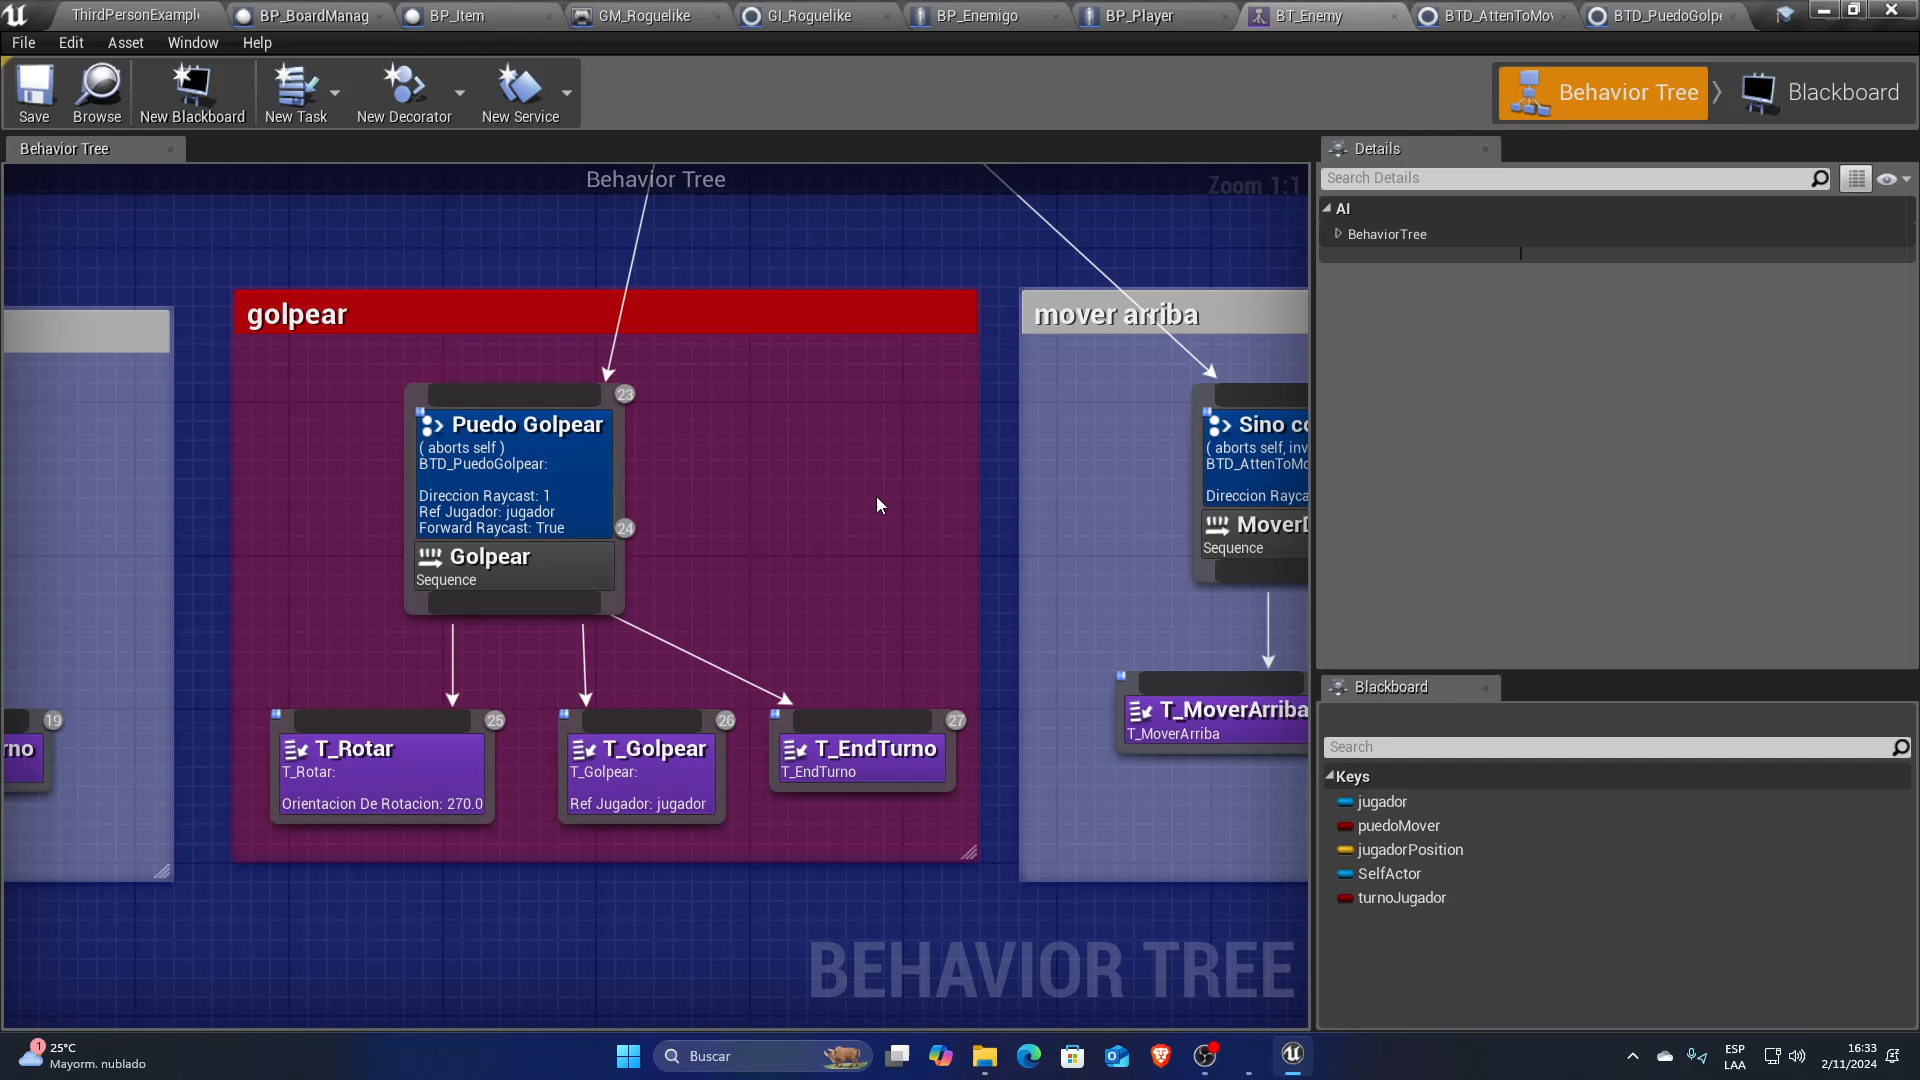 ThirdPersonExampl
BP_BoardManag
BP_Item
GM_Roguelike
GI_Roguelike
BP_Enemigo
BP_Player
BT_Enemy
BTD_AttenToMov
BTD_PuedoGolpe
File
Edit
Asset
Window
Help
Save
Browse
New Blackboard
New Task
New Decorator
New Service
Behavior Tree
Blackboard
Behavior Tree
Behavior Tree
Zoom 1:1
golpear
mover arriba
23
Puedo Golpear
( aborts self )
BTD_PuedoGolpear:
Direccion Raycast: 1
Ref Jugador: jugador
Forward Raycast: True
24
Golpear
Sequence
Sino co
( aborts self, inv
BTD_AttenToMo
Direccion Rayca
MoverD
Sequence
19
rno
25
T_Rotar
T_Rotar:
Orientacion De Rotacion: 270.0
26
T_Golpear
T_Golpear:
Ref Jugador: jugador
27
T_EndTurno
T_EndTurno
T_MoverArriba
T_MoverArriba
BEHAVIOR TREE
Details
Search Details
AI
BehaviorTree
Blackboard
Search
Keys
jugador
puedoMover
jugadorPosition
SelfActor
turnoJugador
1
25°C
Mayorm. nublado
Buscar
ESP
LAA
16:33
2/11/2024